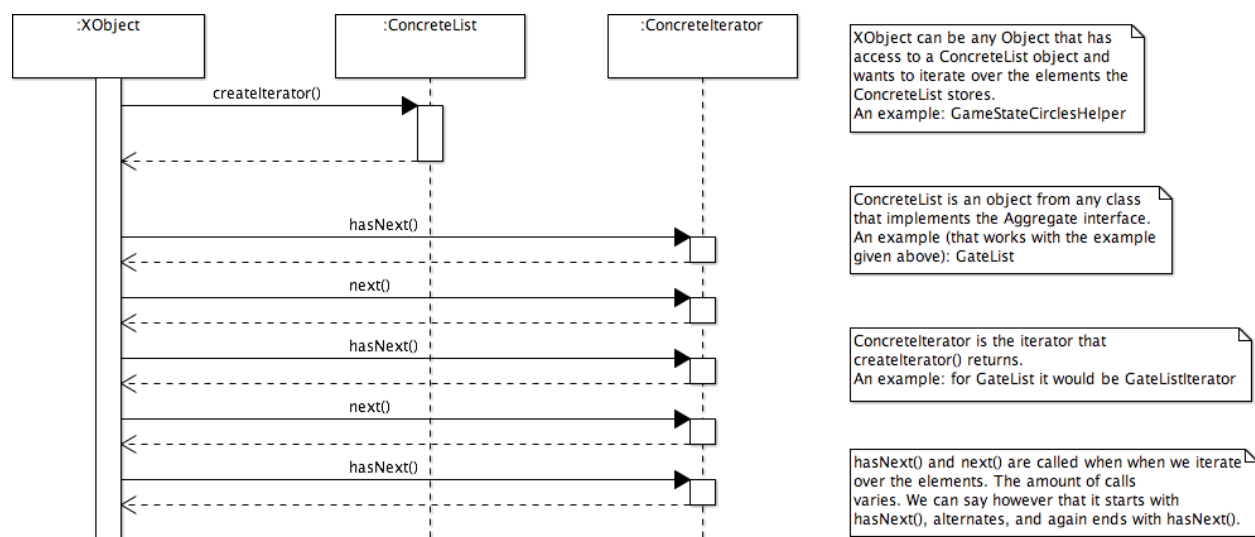 :XObject
:ConcreteList
:ConcreteIterator
createIterator()
hasNext()
next()
hasNext()
next()
hasNext()
XObject can be any Object that has
access to a ConcreteList object and
wants to iterate over the elements the
ConcreteList stores.
An example: GameStateCirclesHelper
ConcreteList is an object from any class
that implements the Aggregate interface.
An example (that works with the example
given above): GateList
ConcreteIterator is the iterator that
createIterator() returns.
An example: for GateList it would be GateListIterator
hasNext() and next() are called when when we iterate
over the elements. The amount of calls
varies. We can say however that it starts with
hasNext(), alternates, and again ends with hasNext().